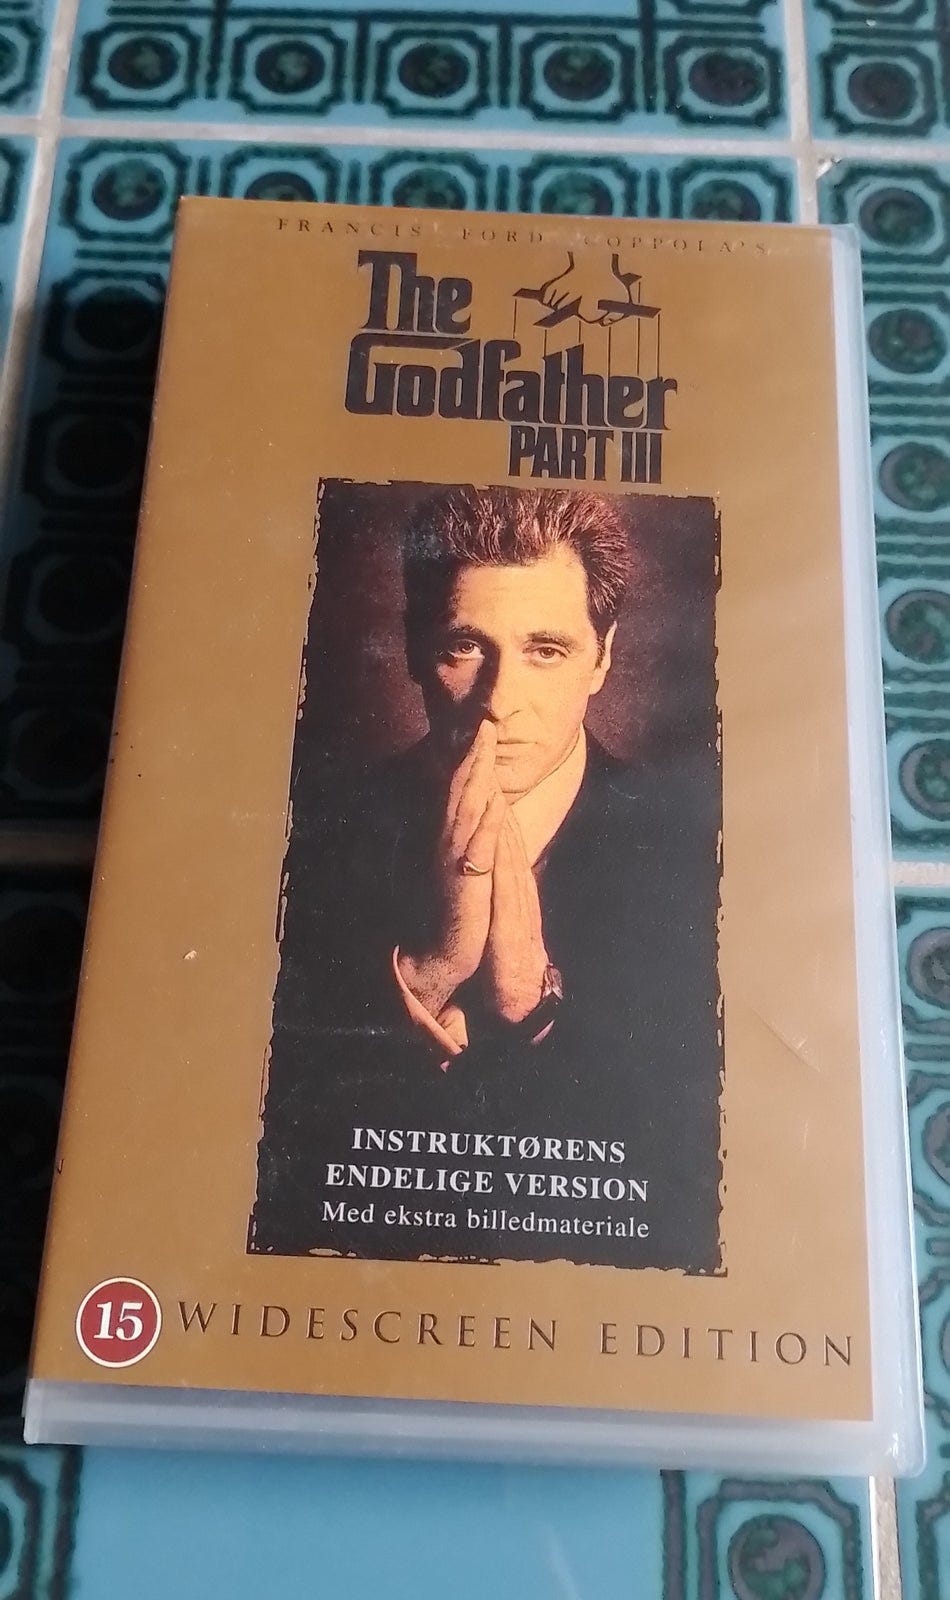 FRANCIS FORD COPPOLA'S
The
Godfather
PART III
INSTRUKTØRENS
ENDELIGE VERSION
Med ekstra billedmateriale
15 WIDESCREEN EDITION